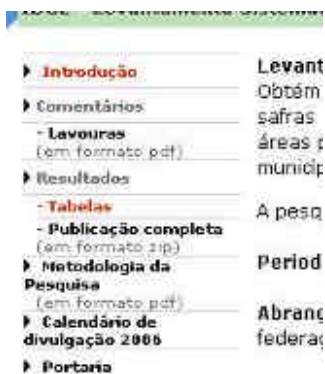 Introdução
Comentários
- Lavouras
(em formato pdf)
Resultados
- Tabelas
- Publicação completa
(em formato zip)
Metodologia da
Pesquisa
(em formato pdf)
Calendário de
divulgação 2006
Portaria
Levant
Obtém
safras
áreas p
municíp
A pesq
Period
Abrang
federaç